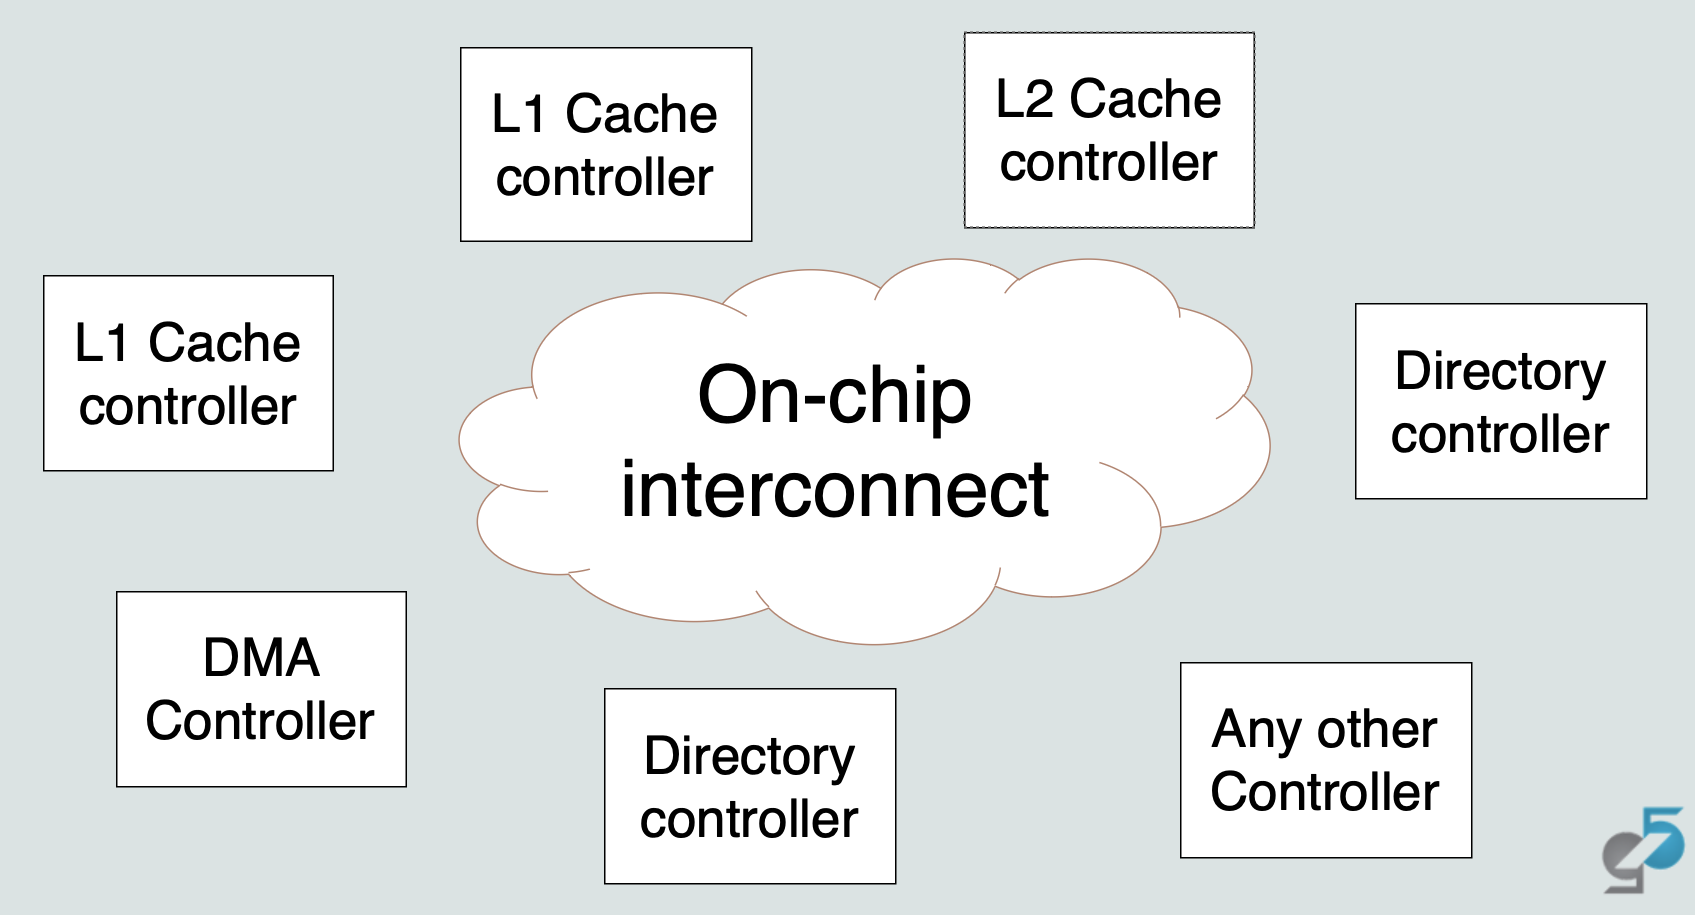 L1 Cache
controller
L2 Cache
controller
L1 Cache
controller
On-chip
interconnect
Directory
controller
DMA
Controller
Directory
controller
Any other
Controller
g5